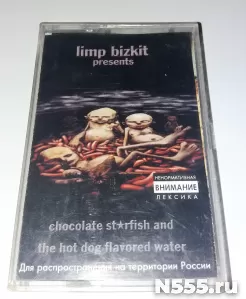 limp bizkit
presents
НЕНОРМАТИВНАЯ
ВНИМАНИЕ
ЛЕКСИКА
chocolate st★rfish and
the hot dog flavored water
Для распространения на территории России
N555.ru